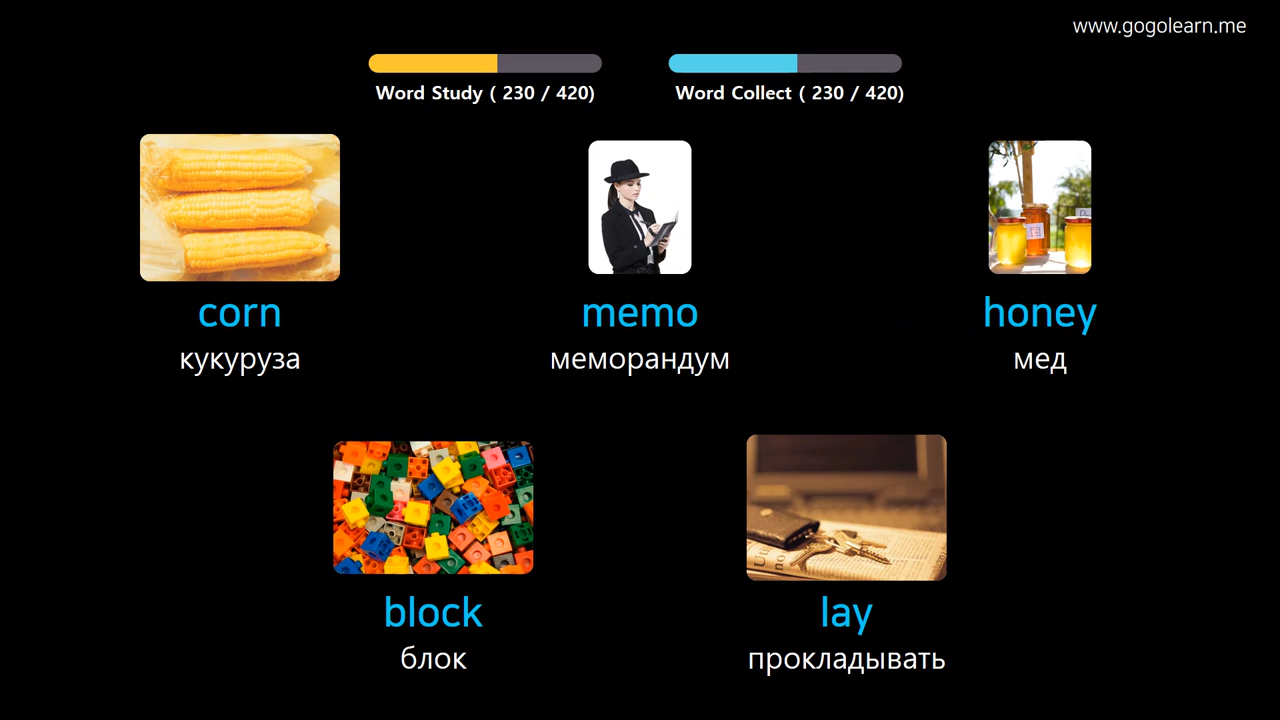 www.gogolearn.me
Word Study ( 230 / 420)
Word Collect ( 230 / 420)
corn
кукуруза
memo
меморандум
honey
мед
block
блок
lay
прокладывать